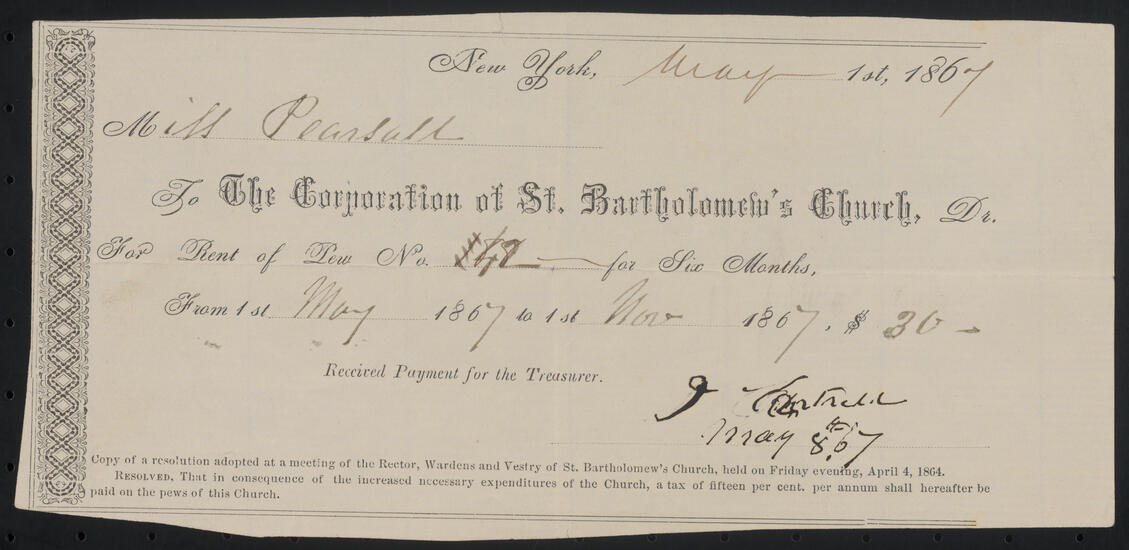 New York, May 1st, 1867
Miss Pearsall
To The Corporation of St. Bartholomew's Church, Dr.
For Rent of Pew No. for Six Months,
From 1st May 1867 to 1st Nov 1867, $ 30 -
Received Payment for the Treasurer.
May 8th, 67
Copy of a resolution adopted at a meeting of the Rector, Wardens and Vestry of St. Bartholomew's Church, held on Friday evening, April 4, 1864.
RESOLVED, That in consequence of the increased necessary expenditures of the Church, a tax of fifteen per cent. per annum shall hereafter be
paid on the pews of this Church.